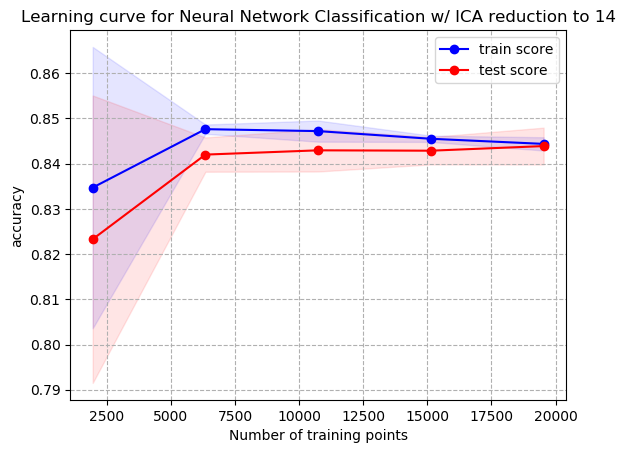 Learning curve for Neural Network Classification w/ ICA reduction to 14
train score
test score
0.86
0.85
0.84
0.83
0.82
0.81
0.80
0.79
accuracy
2500 5000 7500 10000 12500 15000 17500 20000
Number of training points